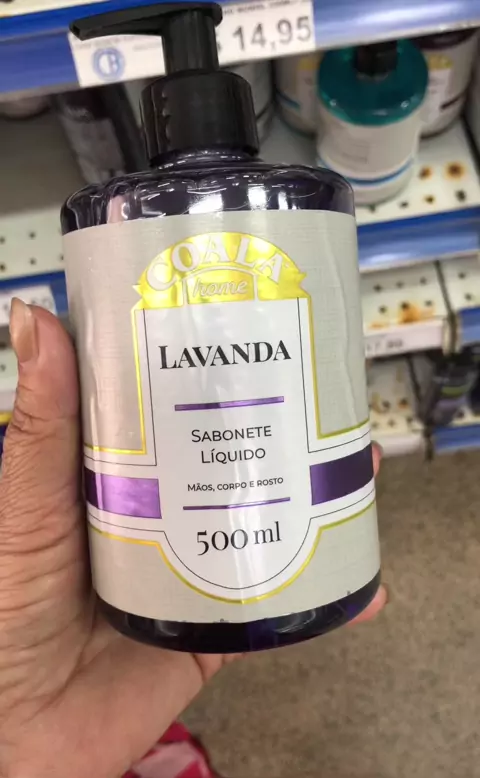 14,95
COALA
home
LAVANDA
SABONETE
LÍQUIDO
MÃOS, CORPO E ROSTO
500 ml